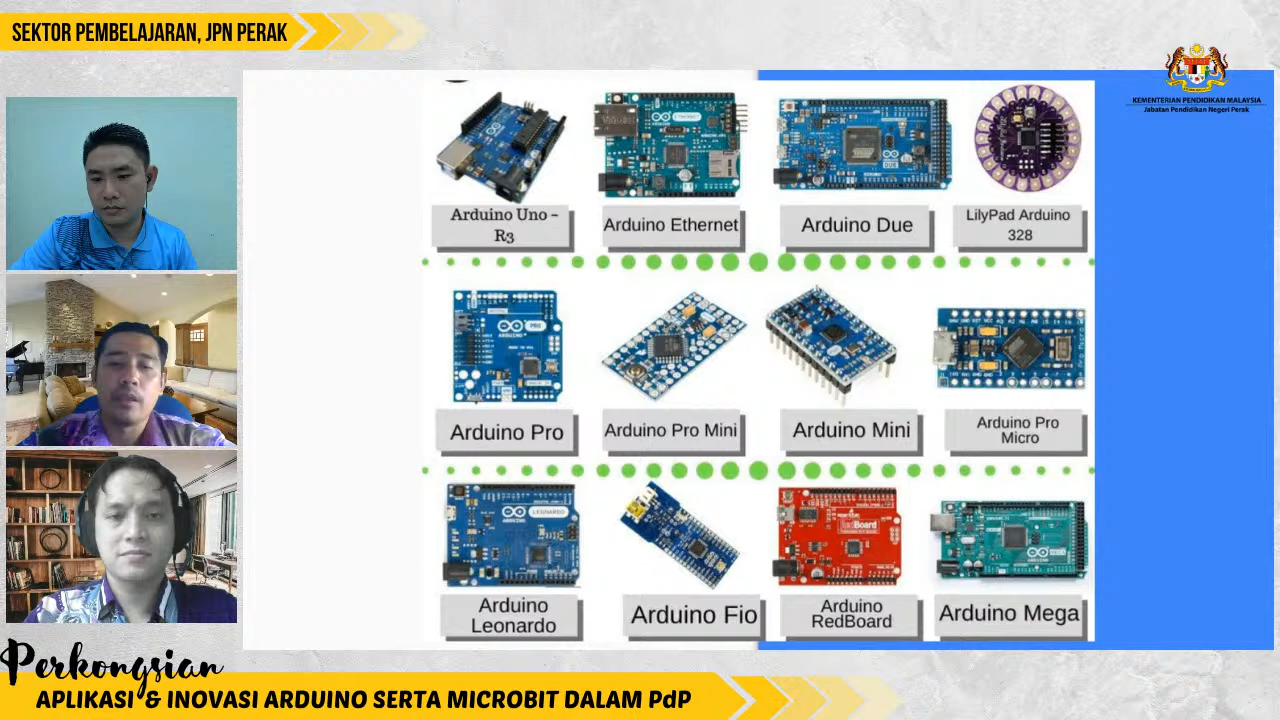 SEKTOR PEMBELAJARAN, JPN PERAK
KEMENTERIAN PENDIDIKAN MALAYSIA
Jabatan Pendidikan Negeri Perak
Arduino Uno –
R3
Arduino Ethernet
Arduino Due
LilyPad Arduino
328
Arduino Pro
Arduino Pro Mini
Arduino Mini
Arduino Pro
Micro
LEONARDO
RedBoard
Arduino
Leonardo
Arduino Fio
Arduino
RedBoard
Arduino Mega
Perkongsian
APLIKASI & INOVASI ARDUINO SERTA MICROBIT DALAM PdP